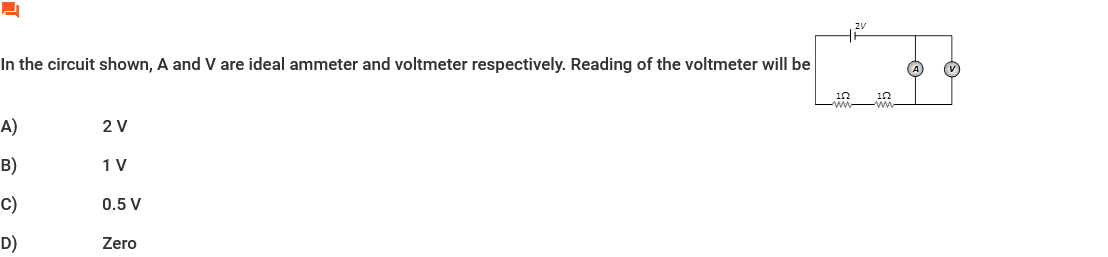 2V
In the circuit shown, A and V are ideal ammeter and voltmeter respectively. Reading of the voltmeter will be
A V
1Ω 1Ω
A) 2 V
B) 1 V
C) 0.5 V
D) Zero